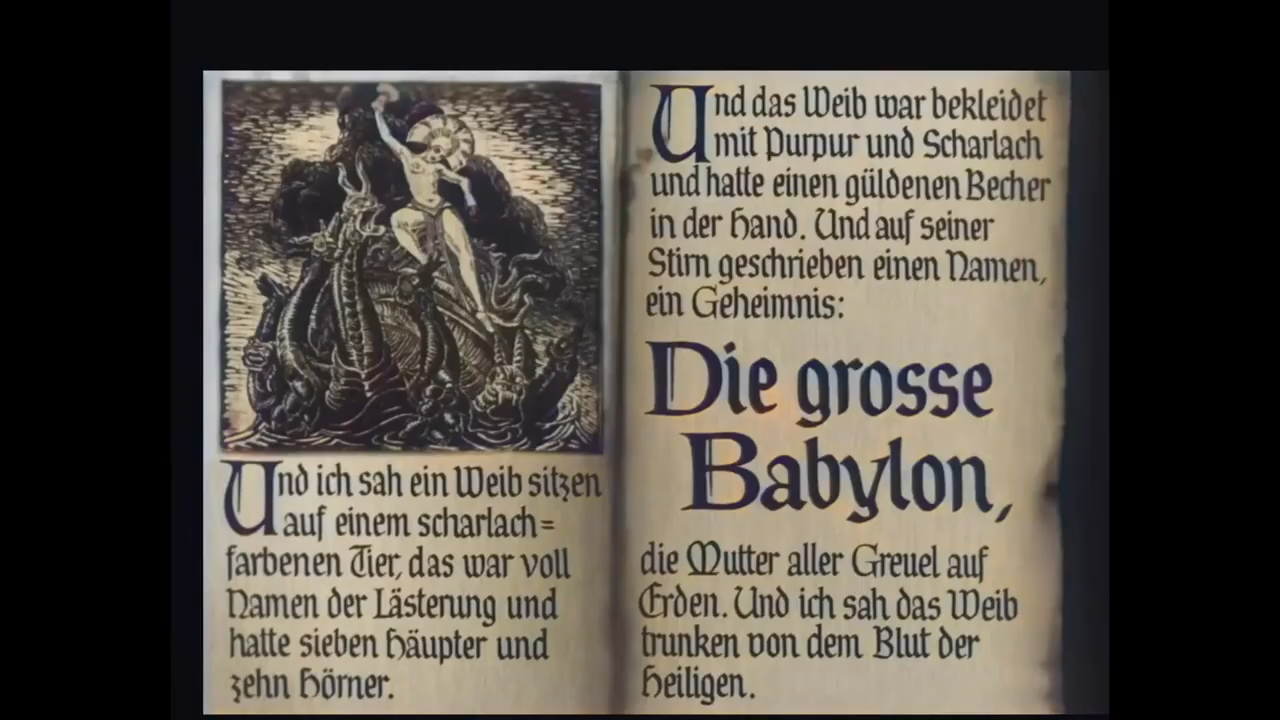 Und ich sah ein Weib sitzen
auf einem scharlach=
farbenen Tier, das war voll
Namen der Lästerung und
hatte sieben Häupter und
zehn Hörner.
Und das Weib war bekleidet
mit Purpur und Scharlach
und hatte einen güldenen Becher
in der Hand. Und auf seiner
Stirn geschrieben einen Namen,
ein Geheimnis:
Die grosse
Babylon,
die Mutter aller Greuel auf
Erden. Und ich sah das Weib
trunken von dem Blut der
Heiligen.